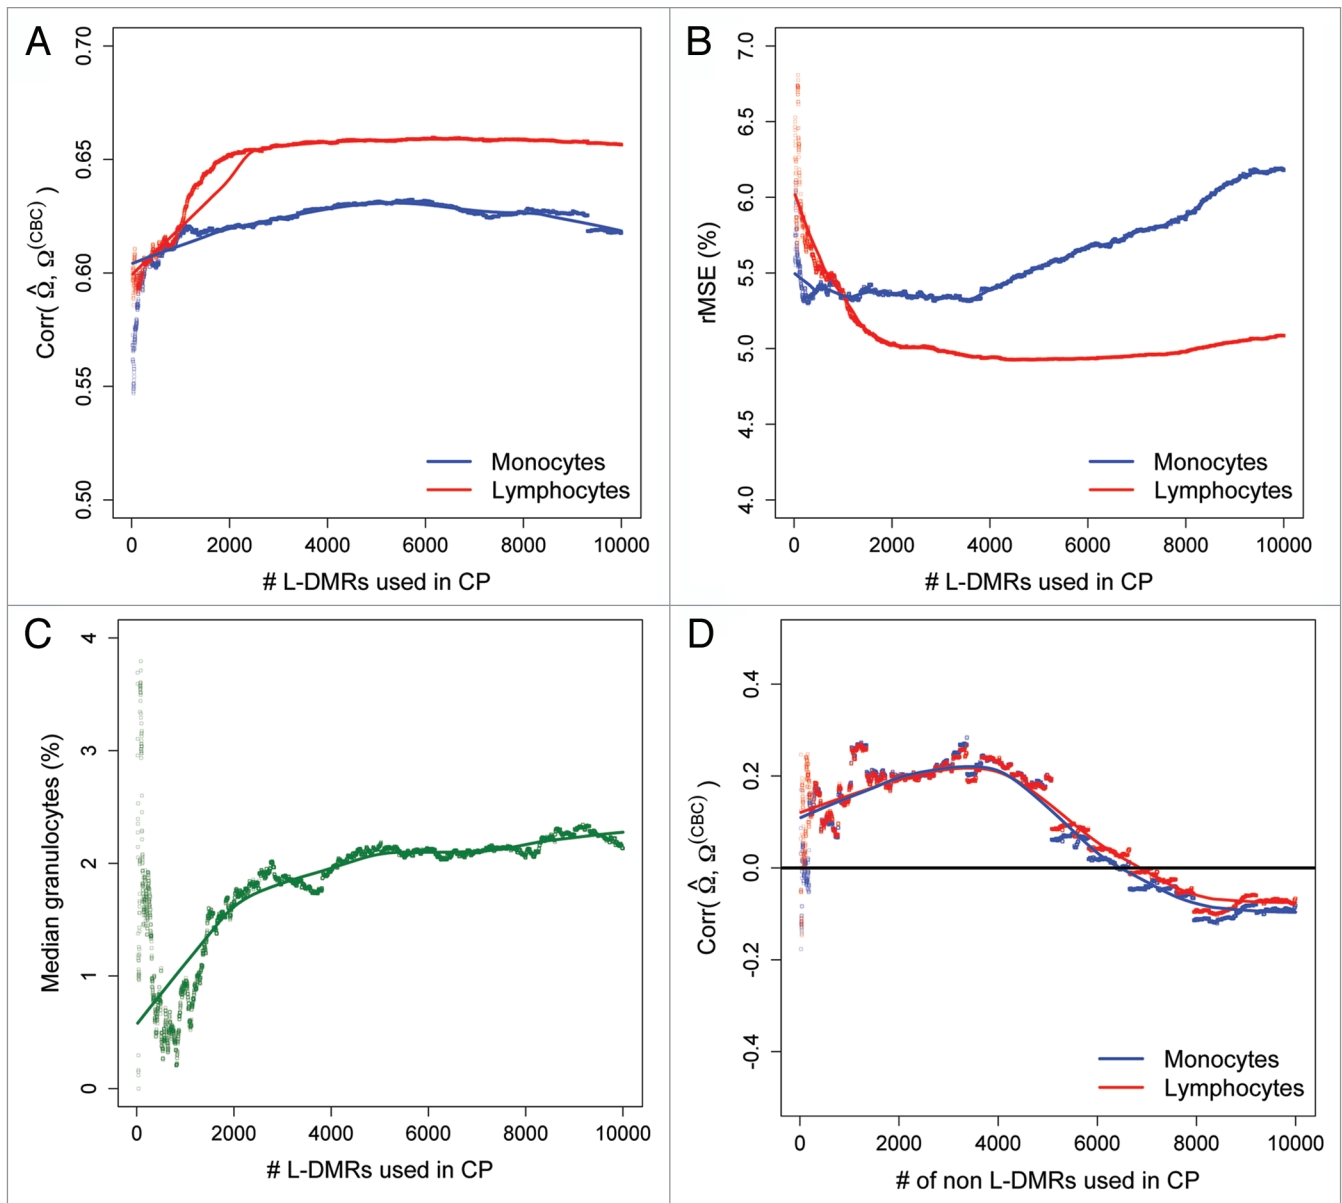 A
Corr( Ω̂, Ω(CBC) )
0.70
0.65
0.60
0.55
0.50
Monocytes
Lymphocytes
0 2000 4000 6000 8000 10000
# L-DMRs used in CP
B
rMSE (%)
7.0
6.5
6.0
5.5
5.0
4.5
4.0
Monocytes
Lymphocytes
0 2000 4000 6000 8000 10000
# L-DMRs used in CP
C
Median granulocytes (%)
4
3
2
1
0
0 2000 4000 6000 8000 10000
# L-DMRs used in CP
D
Corr( Ω̂, Ω(CBC) )
0.4
0.2
0.0
-0.2
-0.4
Monocytes
Lymphocytes
0 2000 4000 6000 8000 10000
# of non L-DMRs used in CP